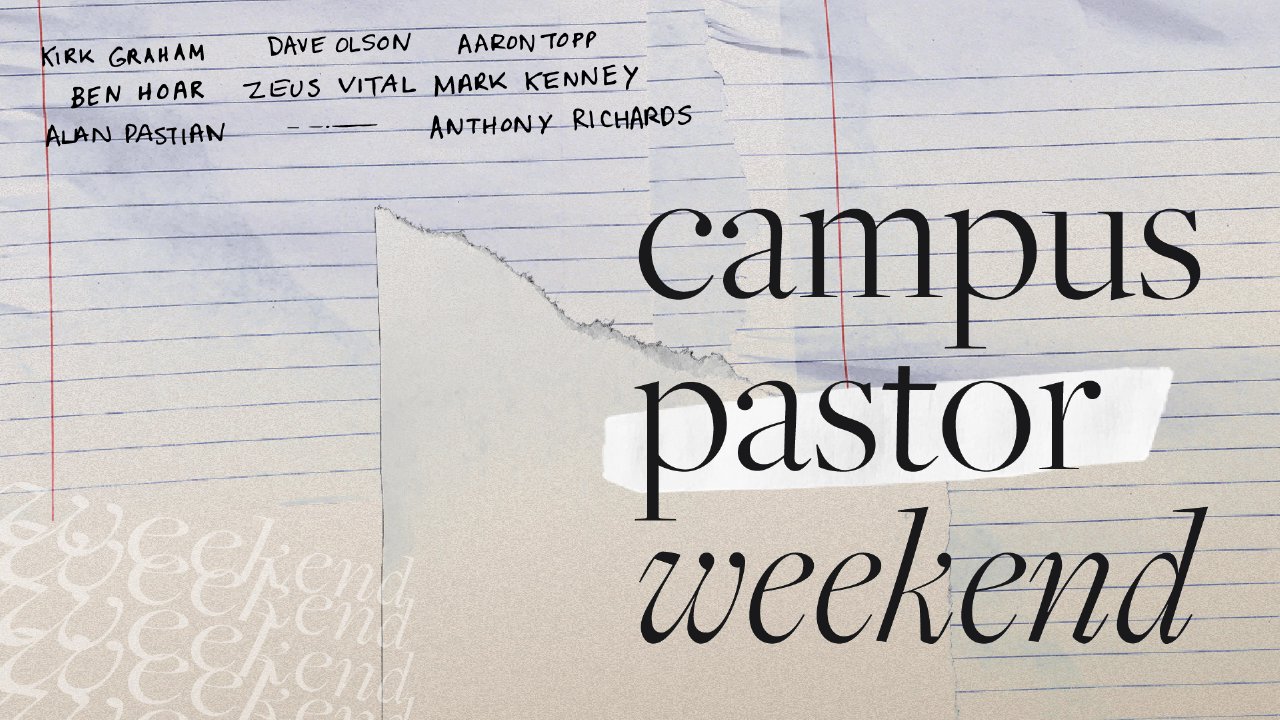 KIRK GRAHAM DAVE OLSON AARON TOPP
BEN HOAR ZEUS VITAL MARK KENNEY
ALAN PASTIAN ANTHONY RICHARDS
campus
pastor
weekend
weekend
weekend
weekend
weekend
weekend